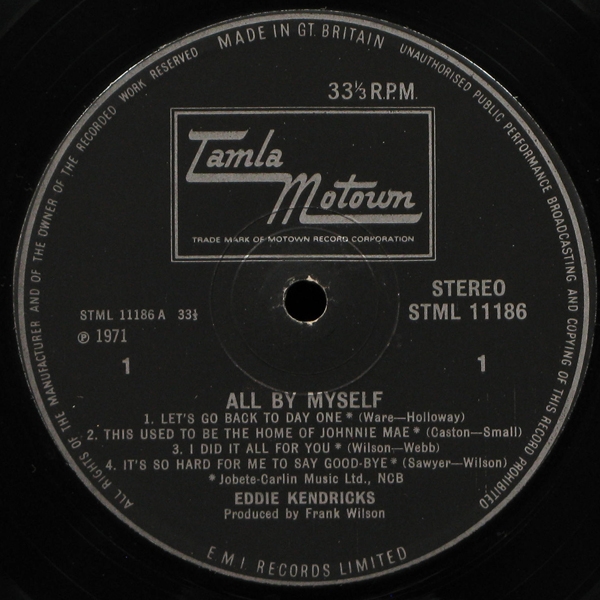 MADE IN GT. BRITAIN
UNAUTHORISED PUBLIC PERFORMANCE BROADCASTING AND COPYING OF THIS RECORD PROHIBITED
ALL RIGHTS OF THE MANUFACTURER AND OF THE OWNER OF THE RECORDED WORK RESERVED
33⅓ R.P.M.
Tamla
Motown
TRADE MARK OF MOTOWN RECORD CORPORATION
STEREO
STML 11186
STML 11186 A 33⅓
℗ 1971
1
1
ALL BY MYSELF
1. LET'S GO BACK TO DAY ONE * (Ware—Holloway)
2. THIS USED TO BE THE HOME OF JOHNNIE MAE * (Caston—Small)
3. I DID IT ALL FOR YOU * (Wilson—Webb)
4. IT'S SO HARD FOR ME TO SAY GOOD-BYE * (Sawyer—Wilson)
* Jobete-Carlin Music Ltd., NCB
EDDIE KENDRICKS
Produced by Frank Wilson
E.M.I. RECORDS LIMITED